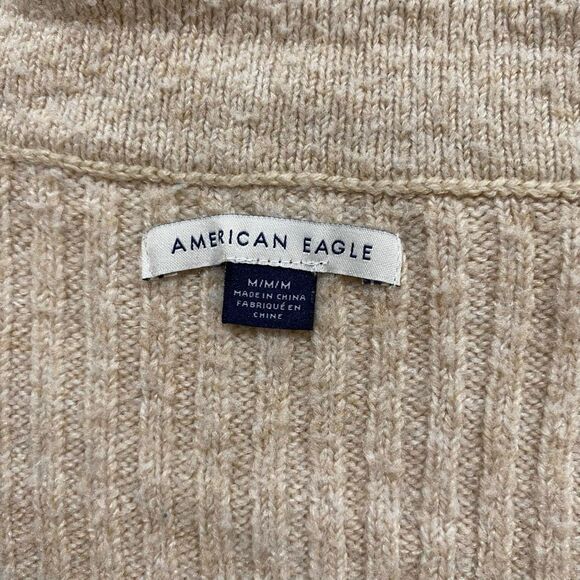 AMERICAN EAGLE
M/M/M
MADE IN CHINA
FABRIQUÉ EN
CHINE